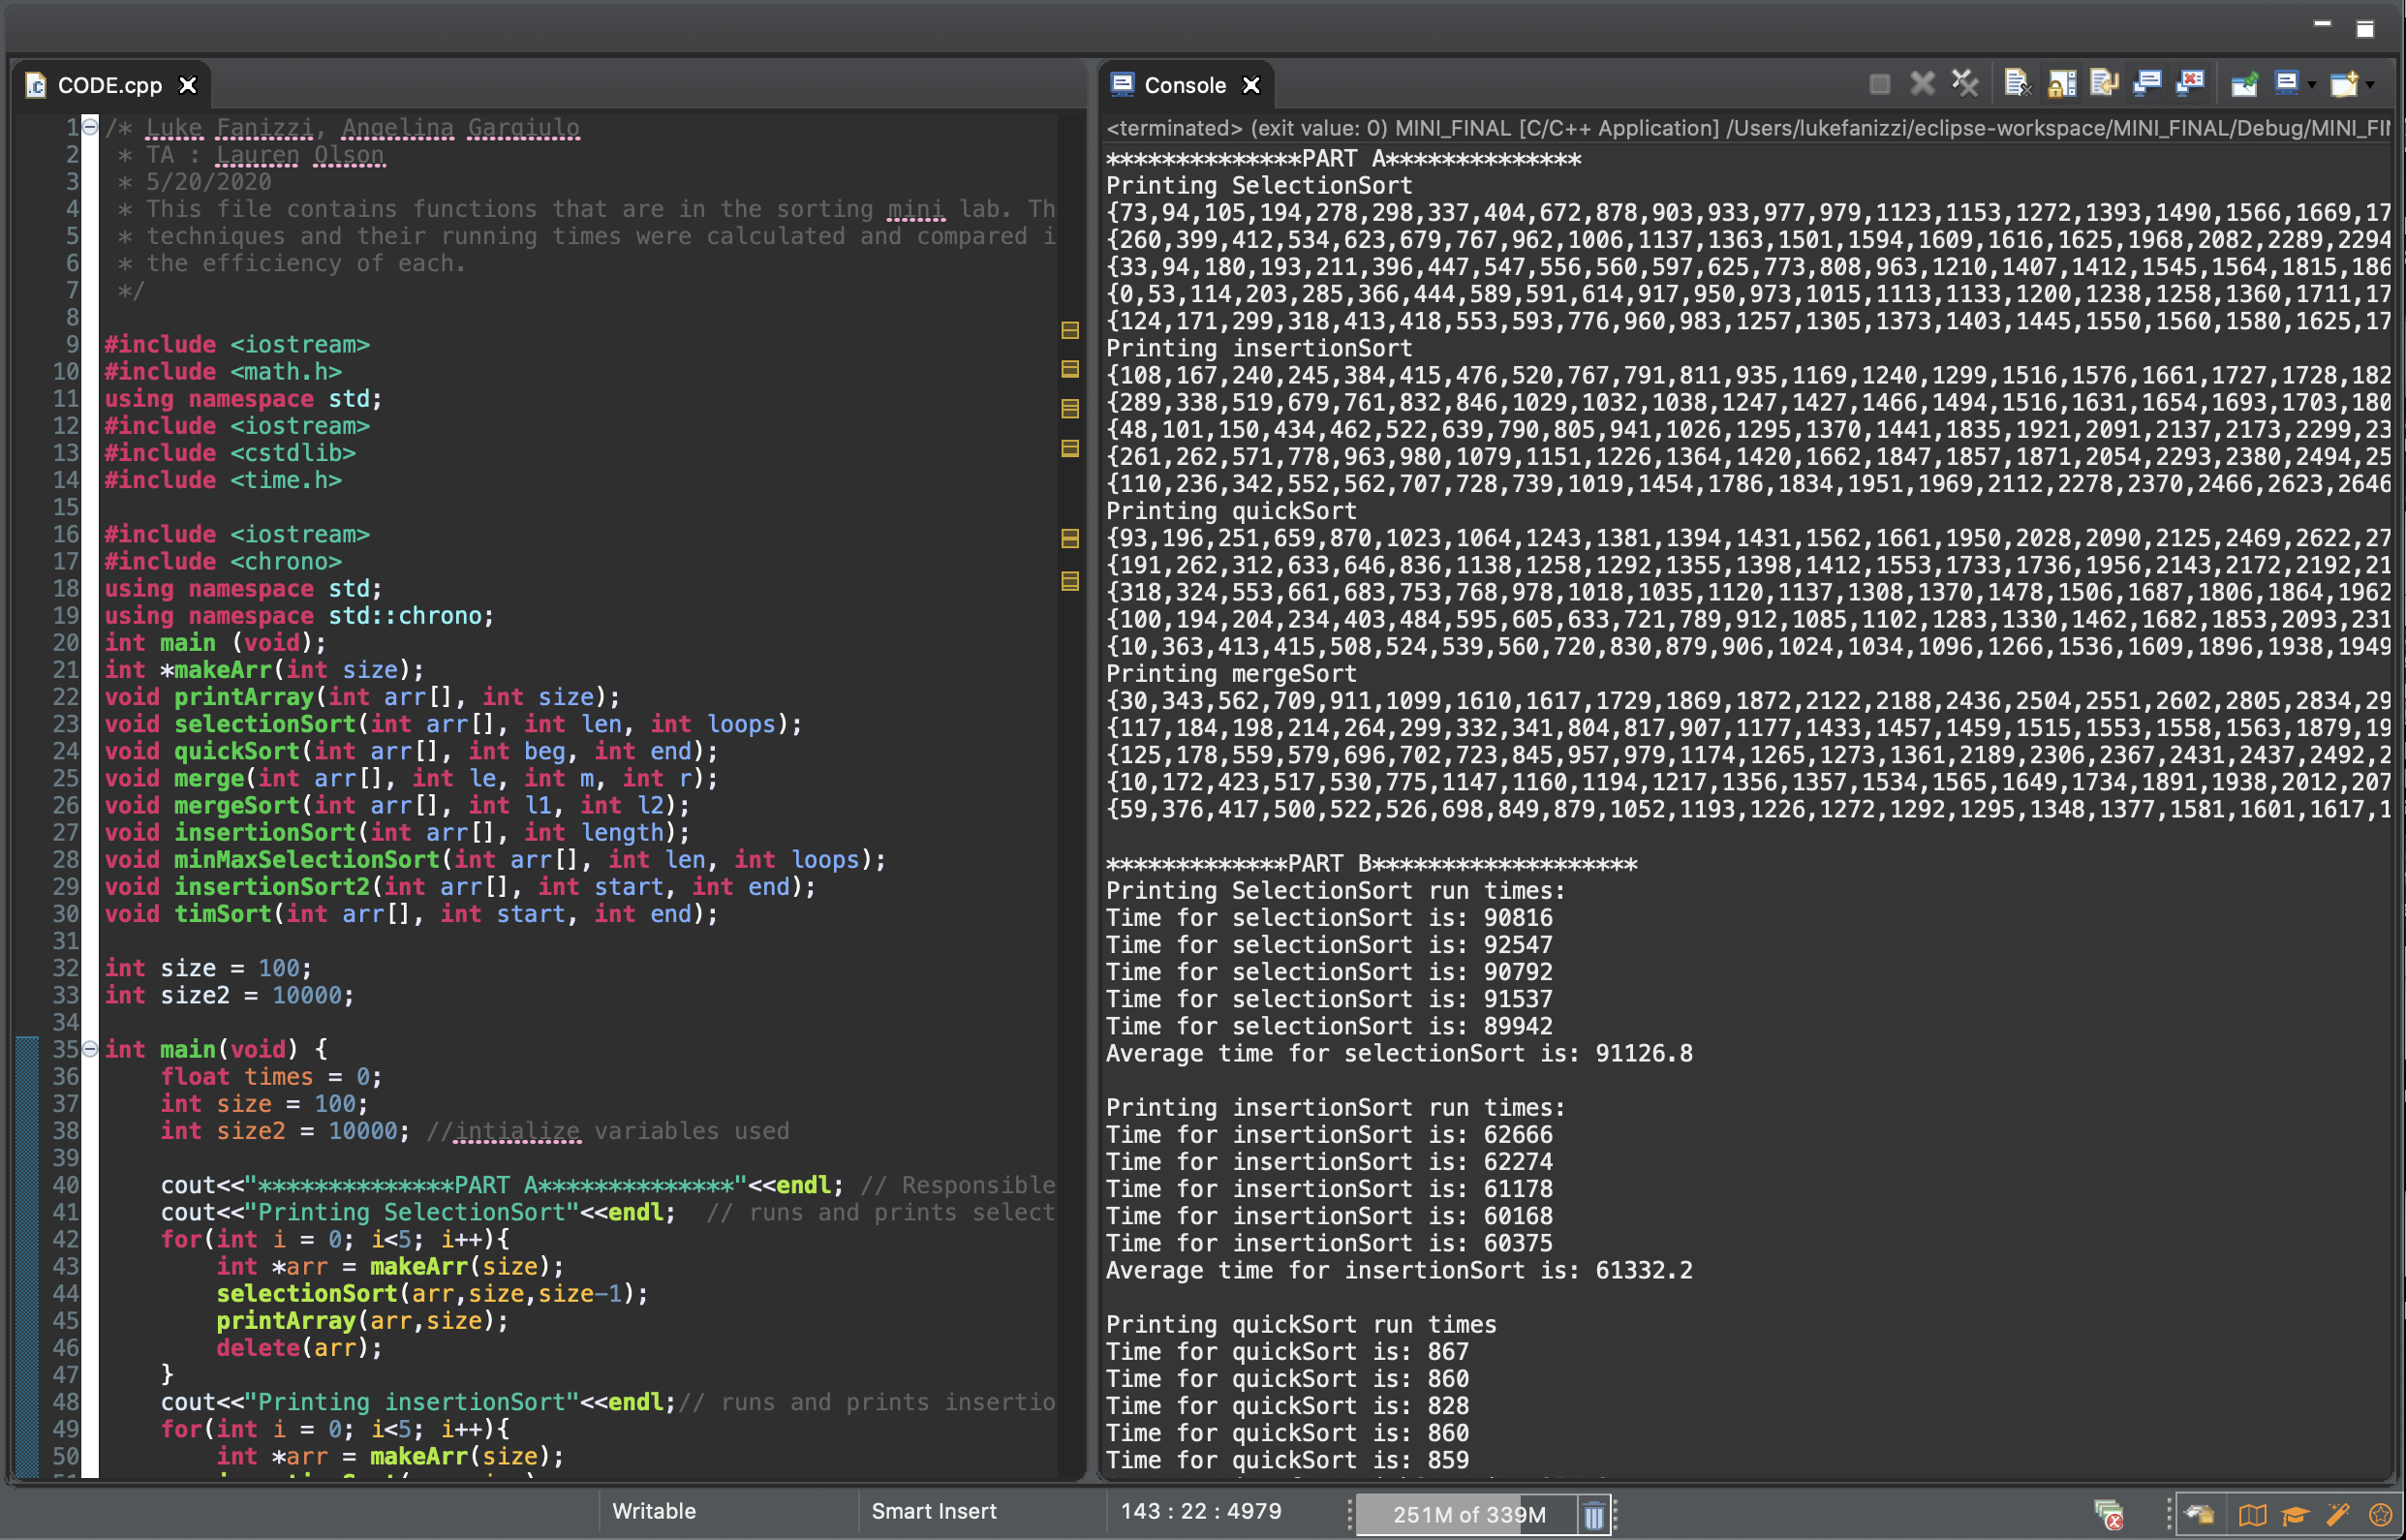 CODE.cpp
1 /* Luke Fanizzi, Angelina Gargiulo
2 * TA : Lauren Olson
3 * 5/20/2020
4 * This file contains functions that are in the sorting mini lab. Th
5 * techniques and their running times were calculated and compared i
6 * the efficiency of each.
7 */
8
9 #include <iostream>
10 #include <math.h>
11 using namespace std;
12 #include <iostream>
13 #include <cstdlib>
14 #include <time.h>
15
16 #include <iostream>
17 #include <chrono>
18 using namespace std;
19 using namespace std::chrono;
20 int main (void);
21 int *makeArr(int size);
22 void printArray(int arr[], int size);
23 void selectionSort(int arr[], int len, int loops);
24 void quickSort(int arr[], int beg, int end);
25 void merge(int arr[], int le, int m, int r);
26 void mergeSort(int arr[], int l1, int l2);
27 void insertionSort(int arr[], int length);
28 void minMaxSelectionSort(int arr[], int len, int loops);
29 void insertionSort2(int arr[], int start, int end);
30 void timSort(int arr[], int start, int end);
31
32 int size = 100;
33 int size2 = 10000;
34
35 int main(void) {
36 float times = 0;
37 int size = 100;
38 int size2 = 10000; //intialize variables used
39
40 cout<<"**************PART A**************"<<endl; // Responsible
41 cout<<"Printing SelectionSort"<<endl; // runs and prints select
42 for(int i = 0; i<5; i++){
43 int *arr = makeArr(size);
44 selectionSort(arr,size,size-1);
45 printArray(arr,size);
46 delete(arr);
47 }
48 cout<<"Printing insertionSort"<<endl;// runs and prints insertio
49 for(int i = 0; i<5; i++){
50 int *arr = makeArr(size);
Console
<terminated> (exit value: 0) MINI_FINAL [C/C++ Application] /Users/lukefanizzi/eclipse-workspace/MINI_FINAL/Debug/MINI_FI
**************PART A**************
Printing SelectionSort
{73,94,105,194,278,298,337,404,672,878,903,933,977,979,1123,1153,1272,1393,1490,1566,1669,17
{260,399,412,534,623,679,767,962,1006,1137,1363,1501,1594,1609,1616,1625,1968,2082,2289,2294
{33,94,180,193,211,396,447,547,556,560,597,625,773,808,963,1210,1407,1412,1545,1564,1815,186
{0,53,114,203,285,366,444,589,591,614,917,950,973,1015,1113,1133,1200,1238,1258,1360,1711,17
{124,171,299,318,413,418,553,593,776,960,983,1257,1305,1373,1403,1445,1550,1560,1580,1625,17
Printing insertionSort
{108,167,240,245,384,415,476,520,767,791,811,935,1169,1240,1299,1516,1576,1661,1727,1728,182
{289,338,519,679,761,832,846,1029,1032,1038,1247,1427,1466,1494,1516,1631,1654,1693,1703,180
{48,101,150,434,462,522,639,790,805,941,1026,1295,1370,1441,1835,1921,2091,2137,2173,2299,23
{261,262,571,778,963,980,1079,1151,1226,1364,1420,1662,1847,1857,1871,2054,2293,2380,2494,25
{110,236,342,552,562,707,728,739,1019,1454,1786,1834,1951,1969,2112,2278,2370,2466,2623,2646
Printing quickSort
{93,196,251,659,870,1023,1064,1243,1381,1394,1431,1562,1661,1950,2028,2090,2125,2469,2622,27
{191,262,312,633,646,836,1138,1258,1292,1355,1398,1412,1553,1733,1736,1956,2143,2172,2192,21
{318,324,553,661,683,753,768,978,1018,1035,1120,1137,1308,1370,1478,1506,1687,1806,1864,1962
{100,194,204,234,403,484,595,605,633,721,789,912,1085,1102,1283,1330,1462,1682,1853,2093,231
{10,363,413,415,508,524,539,560,720,830,879,906,1024,1034,1096,1266,1536,1609,1896,1938,1949
Printing mergeSort
{30,343,562,709,911,1099,1610,1617,1729,1869,1872,2122,2188,2436,2504,2551,2602,2805,2834,29
{117,184,198,214,264,299,332,341,804,817,907,1177,1433,1457,1459,1515,1553,1558,1563,1879,19
{125,178,559,579,696,702,723,845,957,979,1174,1265,1273,1361,2189,2306,2367,2431,2437,2492,2
{10,172,423,517,530,775,1147,1160,1194,1217,1356,1357,1534,1565,1649,1734,1891,1938,2012,207
{59,376,417,500,522,526,698,849,879,1052,1193,1226,1272,1292,1295,1348,1377,1581,1601,1617,1

*************PART B*******************
Printing SelectionSort run times:
Time for selectionSort is: 90816
Time for selectionSort is: 92547
Time for selectionSort is: 90792
Time for selectionSort is: 91537
Time for selectionSort is: 89942
Average time for selectionSort is: 91126.8

Printing insertionSort run times:
Time for insertionSort is: 62666
Time for insertionSort is: 62274
Time for insertionSort is: 61178
Time for insertionSort is: 60168
Time for insertionSort is: 60375
Average time for insertionSort is: 61332.2

Printing quickSort run times
Time for quickSort is: 867
Time for quickSort is: 860
Time for quickSort is: 828
Time for quickSort is: 860
Time for quickSort is: 859
Writable
Smart Insert
143 : 22 : 4979
251M of 339M